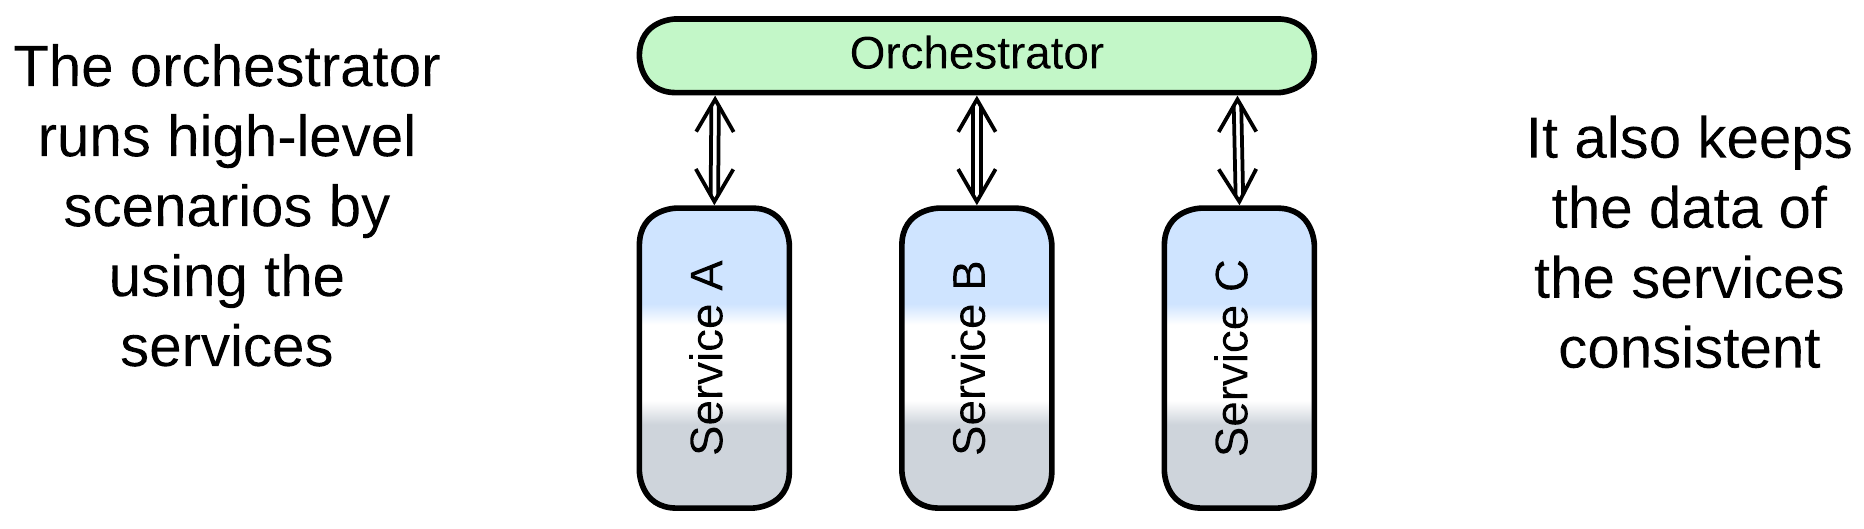 The orchestrator
runs high-level
scenarios by
using the
services
Orchestrator
Service A
Service B
Service C
It also keeps
the data of
the services
consistent